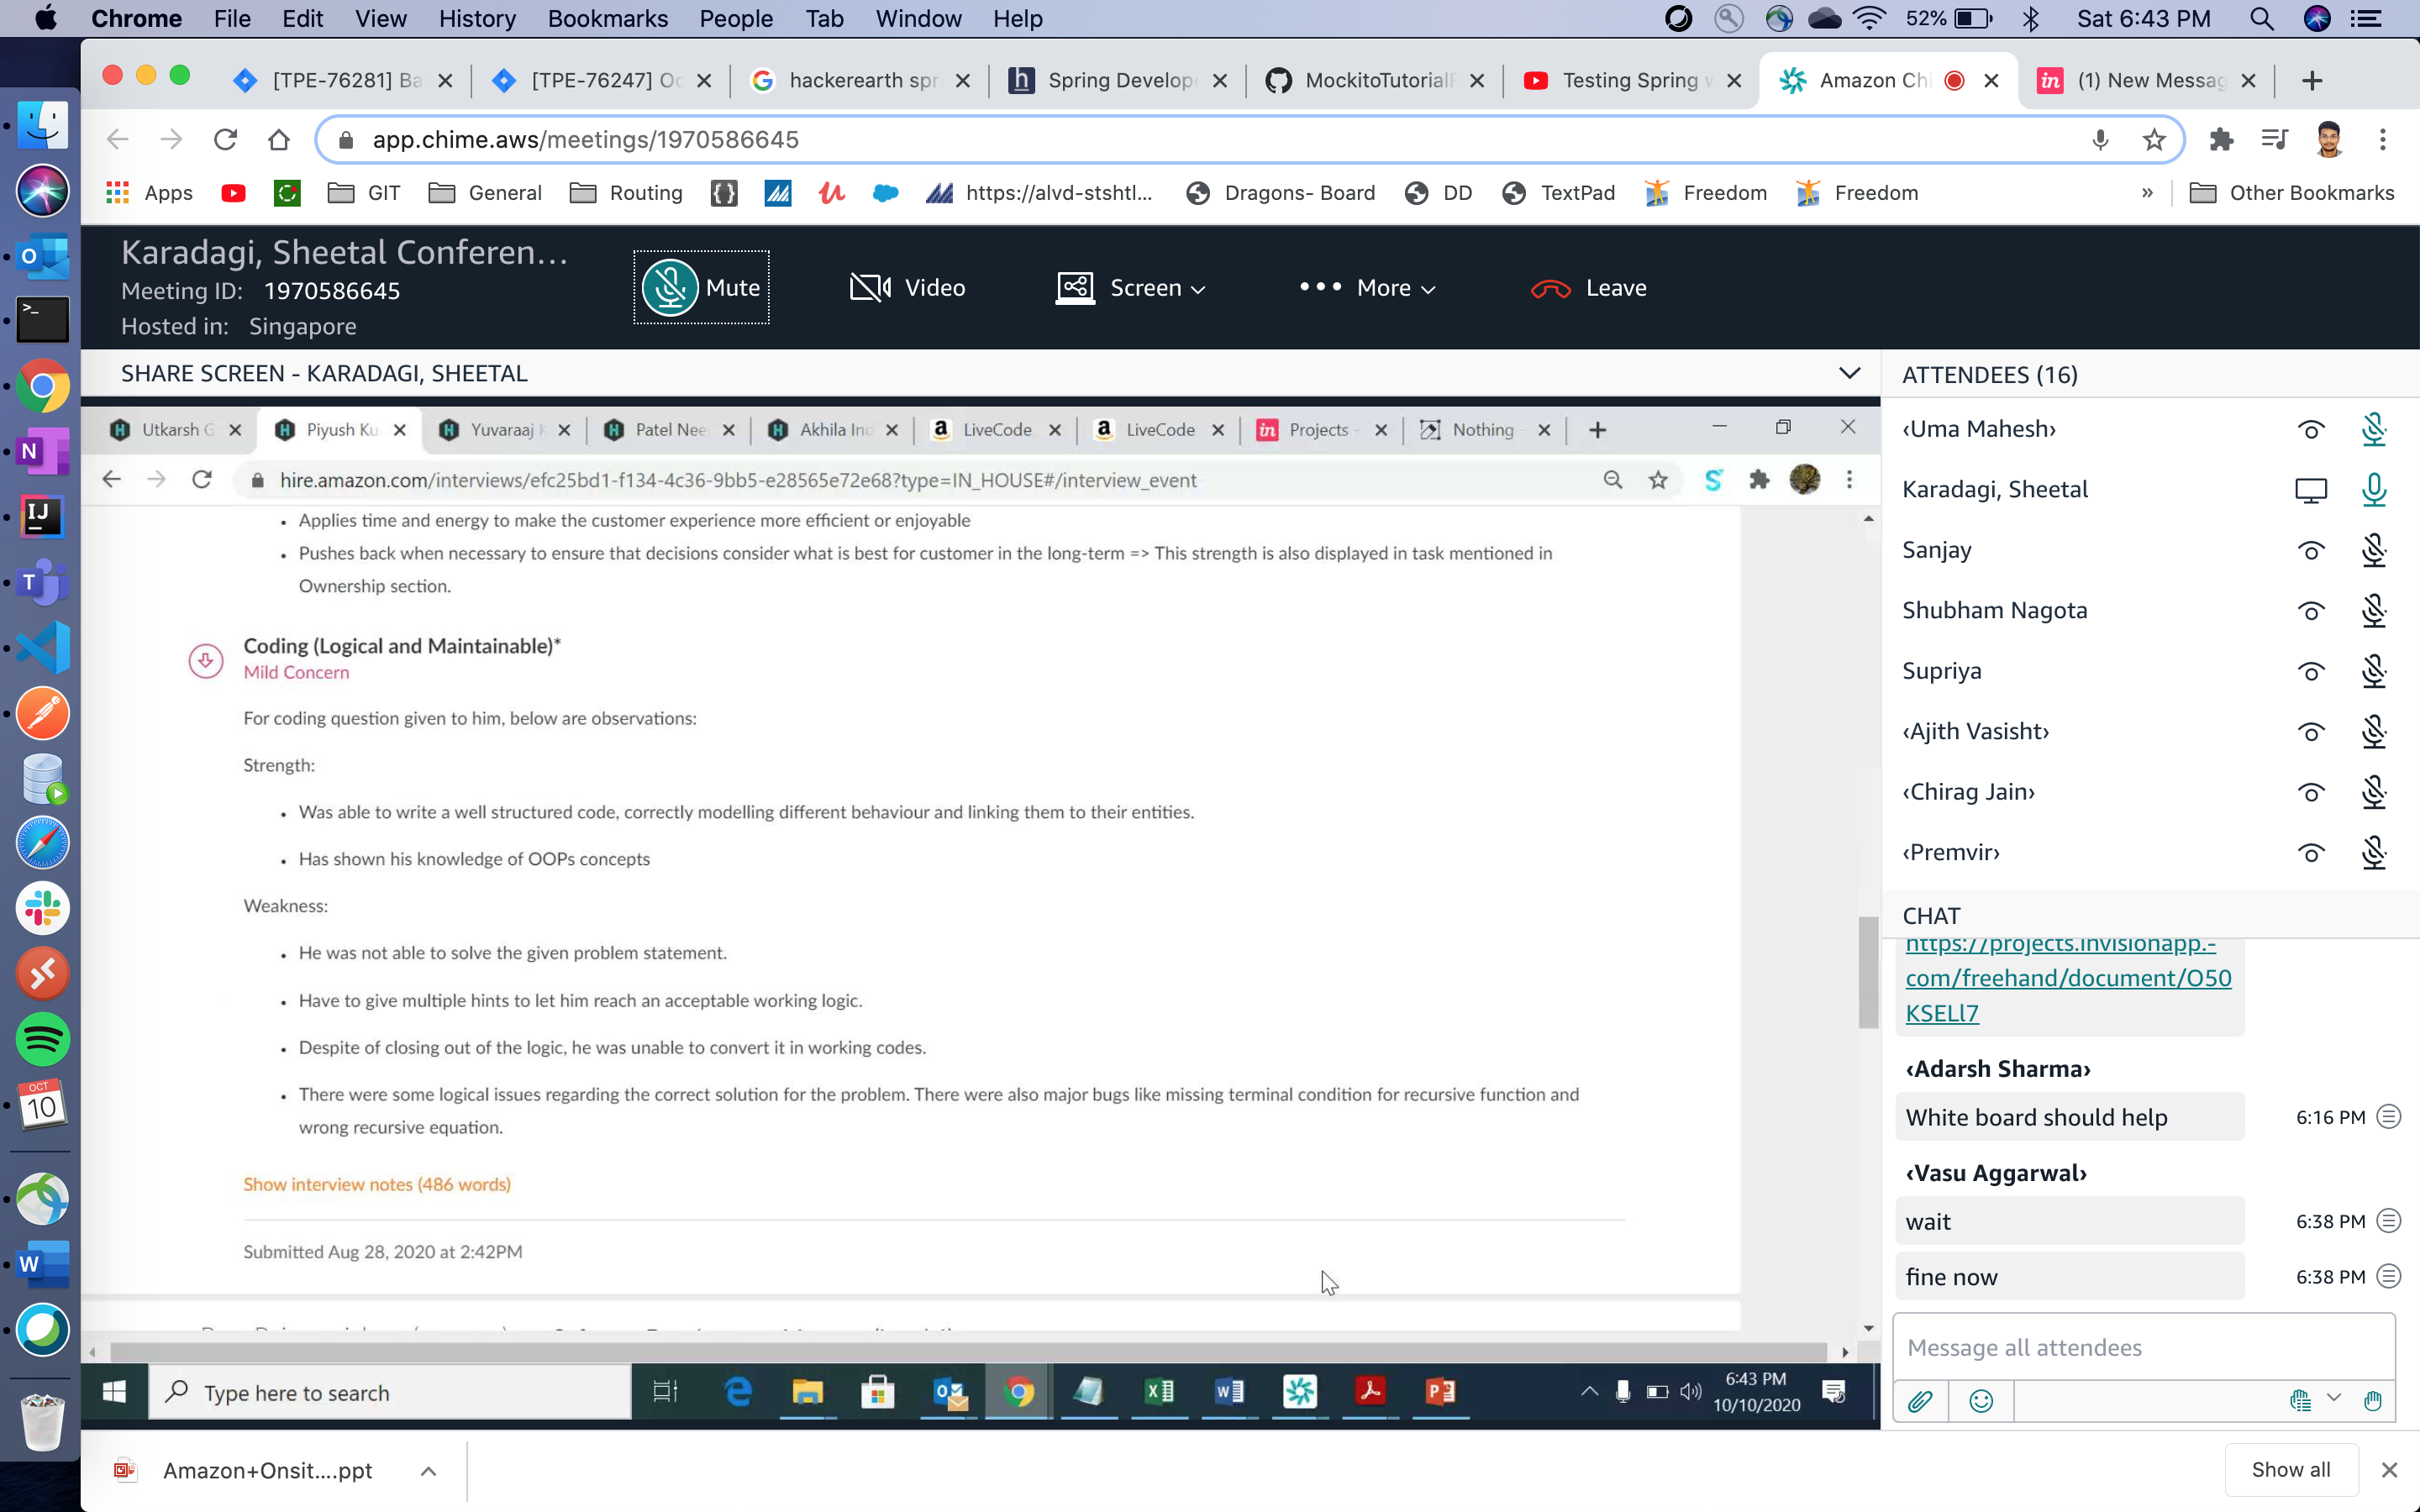 Chrome File Edit View History Bookmarks People Tab Window Help 52% Sat 6:43 PM
[TPE-76281] Ba [TPE-76247] Oc hackerearth spr Spring Develope MockitoTutorial Testing Spring Amazon Chi (1) New Messag
app.chime.aws/meetings/1970586645
Apps GIT General Routing https://alvd-stshtl... Dragons- Board DD TextPad Freedom Freedom » Other Bookmarks
Karadagi, Sheetal Conferen...
Meeting ID: 1970586645
Hosted in: Singapore
Mute Video Screen More Leave
SHARE SCREEN - KARADAGI, SHEETAL
Utkarsh G Piyush Ku Yuvaraaj Patel Nee Akhila Ind LiveCode LiveCode Projects - Nothing
hire.amazon.com/interviews/efc25bd1-f134-4c36-9bb5-e28565e72e68?type=IN_HOUSE#/interview_event
• Applies time and energy to make the customer experience more efficient or enjoyable
• Pushes back when necessary to ensure that decisions consider what is best for customer in the long-term => This strength is also displayed in task mentioned in
Ownership section.
Coding (Logical and Maintainable)*
Mild Concern
For coding question given to him, below are observations:
Strength:
• Was able to write a well structured code, correctly modelling different behaviour and linking them to their entities.
• Has shown his knowledge of OOPs concepts
Weakness:
• He was not able to solve the given problem statement.
• Have to give multiple hints to let him reach an acceptable working logic.
• Despite of closing out of the logic, he was unable to convert it in working codes.
• There were some logical issues regarding the correct solution for the problem. There were also major bugs like missing terminal condition for recursive function and
wrong recursive equation.
Show interview notes (486 words)
Submitted Aug 28, 2020 at 2:42PM
Type here to search
6:43 PM
10/10/2020
ATTENDEES (16)
‹Uma Mahesh›
Karadagi, Sheetal
Sanjay
Shubham Nagota
Supriya
‹Ajith Vasisht›
‹Chirag Jain›
‹Premvir›
CHAT
https://projects.invisionapp.-
com/freehand/document/O50
KSELl7
‹Adarsh Sharma›
White board should help 6:16 PM
‹Vasu Aggarwal›
wait 6:38 PM
fine now 6:38 PM
Message all attendees
OCT
10
Amazon+Onsit....ppt
Show all